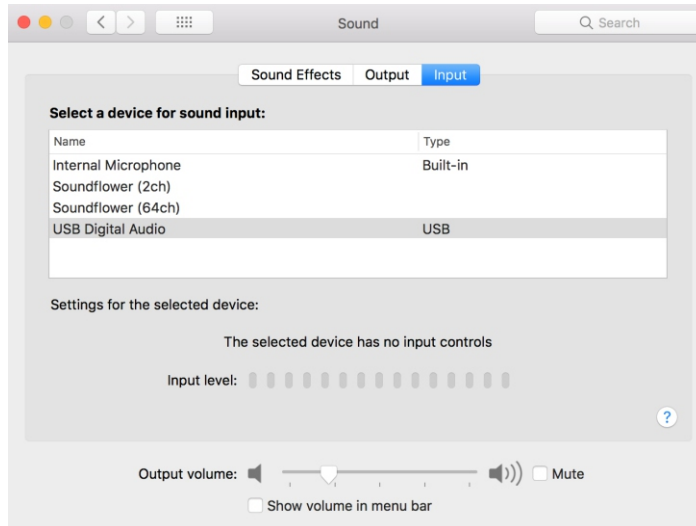 Sound
Search
Sound Effects Output Input
Select a device for sound input:
Name Type
Internal Microphone Built-in
Soundflower (2ch)
Soundflower (64ch)
USB Digital Audio USB
Settings for the selected device:
The selected device has no input controls
Input level:
?
Output volume: Mute
Show volume in menu bar